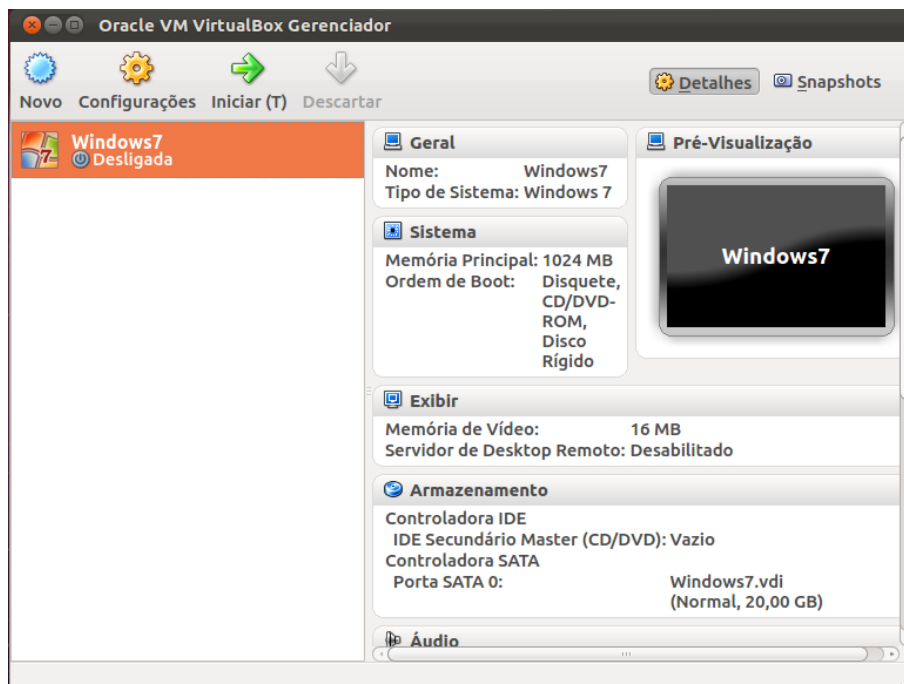 Oracle VM VirtualBox Gerenciador
Novo Configurações Iniciar (T) Descartar
Detalhes Snapshots
Windows7
Desligada
Geral
Nome: Windows7
Tipo de Sistema: Windows 7
Sistema
Memória Principal: 1024 MB
Ordem de Boot: Disquete,
CD/DVD-
ROM,
Disco
Rígido
Pré-Visualização
Windows7
Exibir
Memória de Vídeo: 16 MB
Servidor de Desktop Remoto: Desabilitado
Armazenamento
Controladora IDE
IDE Secundário Master (CD/DVD): Vazio
Controladora SATA
Porta SATA 0: Windows7.vdi
(Normal, 20,00 GB)
Áudio